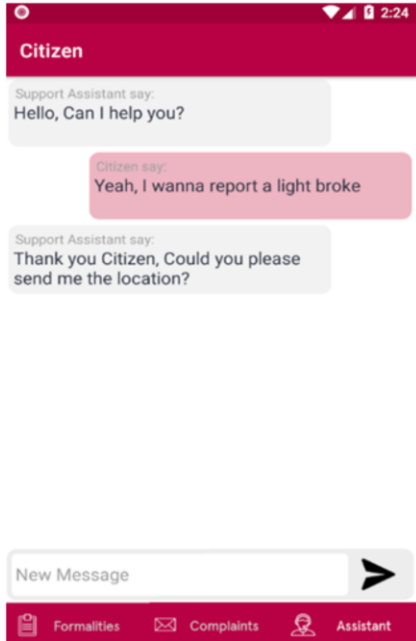 2:24
Citizen
Support Assistant say:
Hello, Can I help you?
Citizen say:
Yeah, I wanna report a light broke
Support Assistant say:
Thank you Citizen, Could you please
send me the location?
New Message
Formalities Complaints Assistant